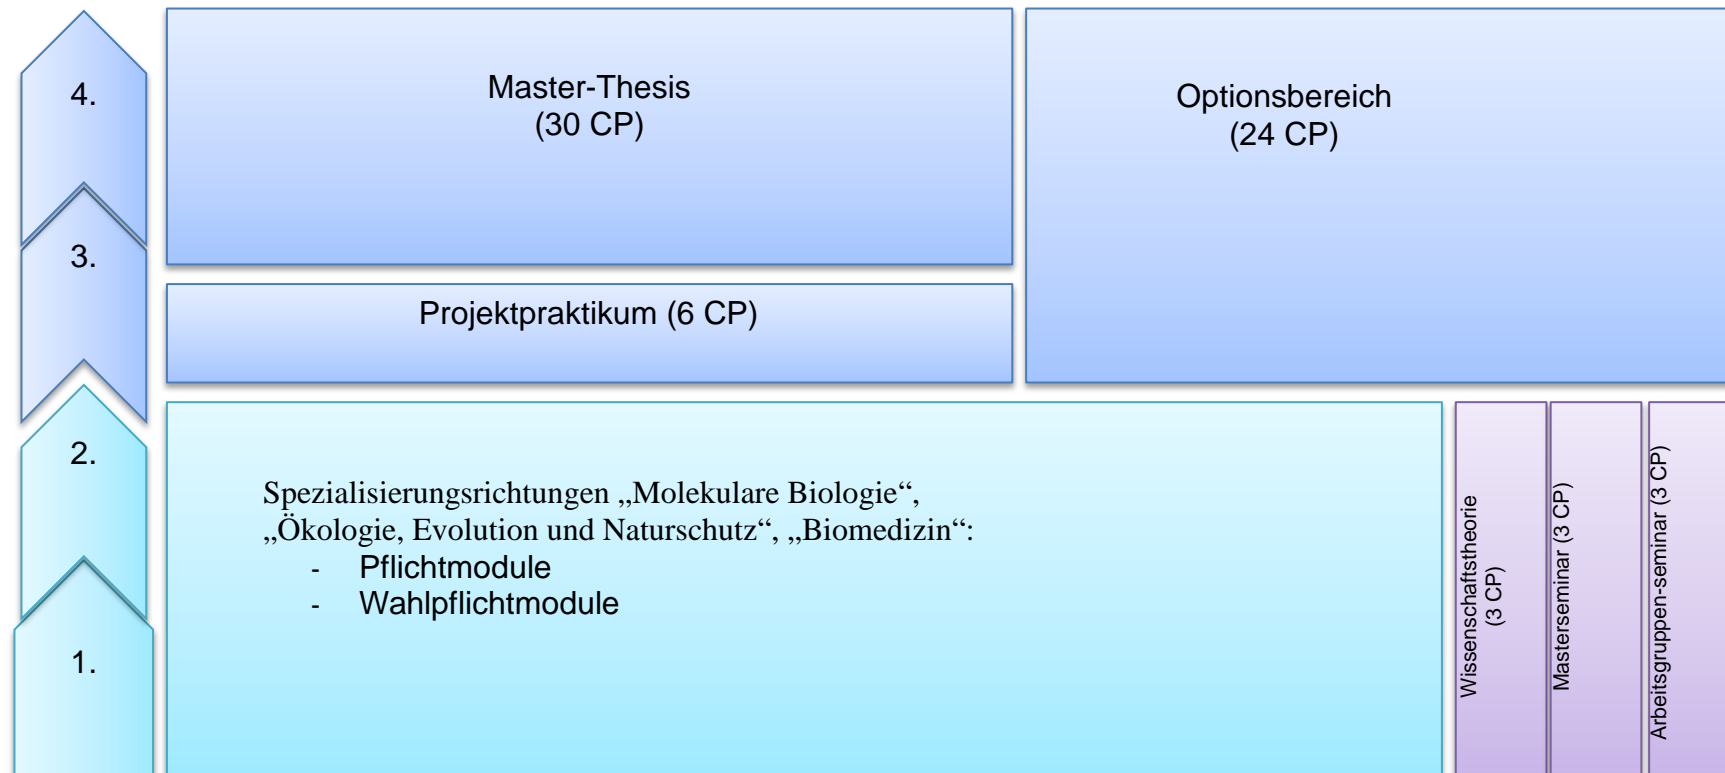 4.
Master-Thesis
(30 CP)
Optionsbereich
(24 CP)
3.
Projektpraktikum (6 CP)
2.
Spezialisierungsrichtungen „Molekulare Biologie“,
„Ökologie, Evolution und Naturschutz“, „Biomedizin“:
- Pflichtmodule
- Wahlpflichtmodule
1.
Wissenschaftstheorie
(3 CP)
Masterseminar (3 CP)
Arbeitsgruppen-seminar (3 CP)